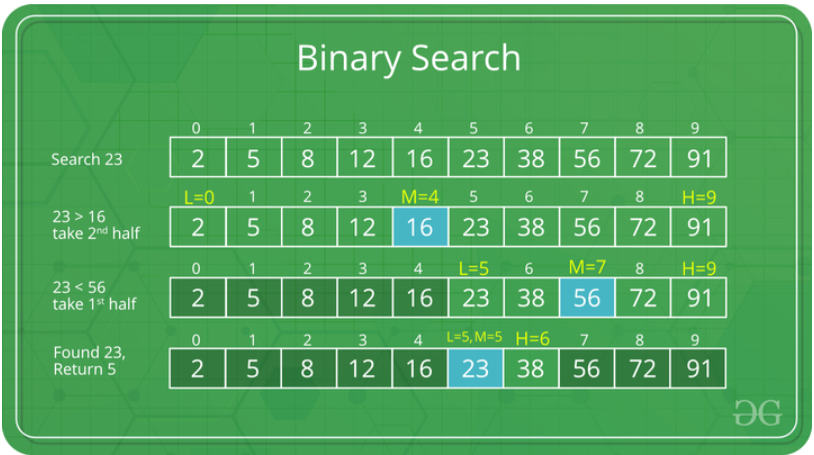 Binary Search
0 1 2 3 4 5 6 7 8 9
Search 23
2 5 8 12 16 23 38 56 72 91
L=0 1 2 3 M=4 5 6 7 8 H=9
23 > 16
take 2nd half
2 5 8 12 16 23 38 56 72 91
0 1 2 3 4 L=5 6 M=7 8 H=9
23 < 56
take 1st half
2 5 8 12 16 23 38 56 72 91
0 1 2 3 4 L=5, M=5 H=6 7 8 9
Found 23,
Return 5
2 5 8 12 16 23 38 56 72 91